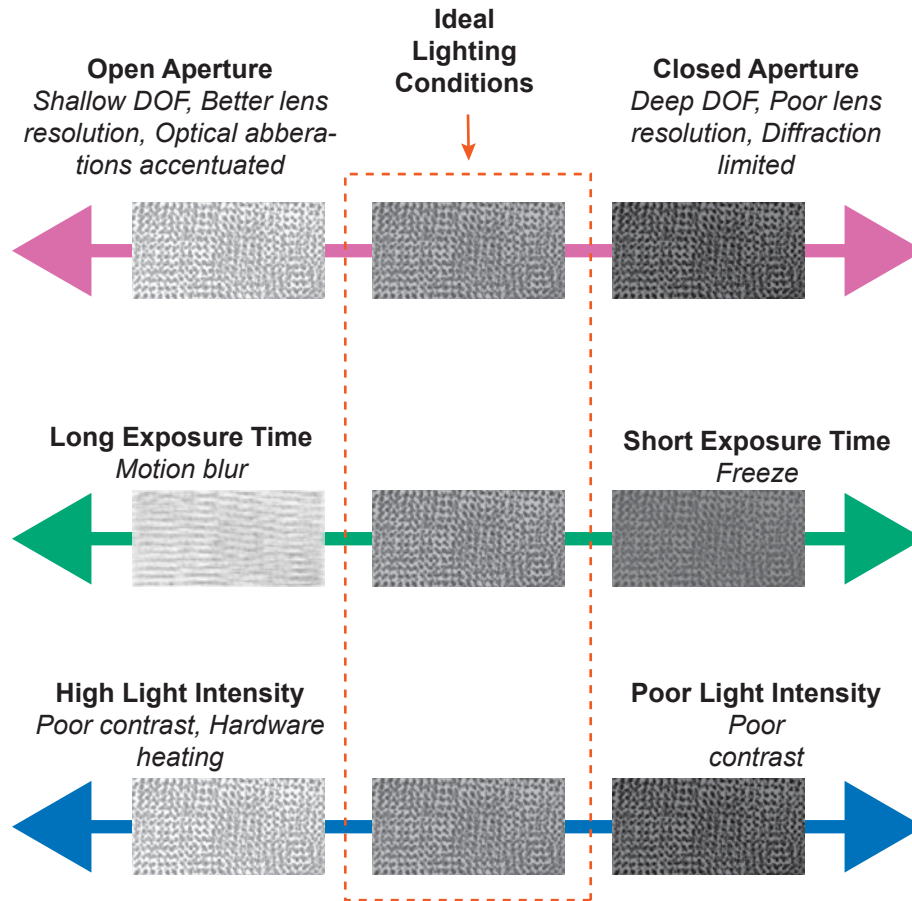 Ideal
Lighting
Conditions
Open Aperture
Shallow DOF, Better lens
resolution, Optical abbera-
tions accentuated
Closed Aperture
Deep DOF, Poor lens
resolution, Diffraction
limited
Long Exposure Time
Motion blur
Short Exposure Time
Freeze
High Light Intensity
Poor contrast, Hardware
heating
Poor Light Intensity
Poor
contrast